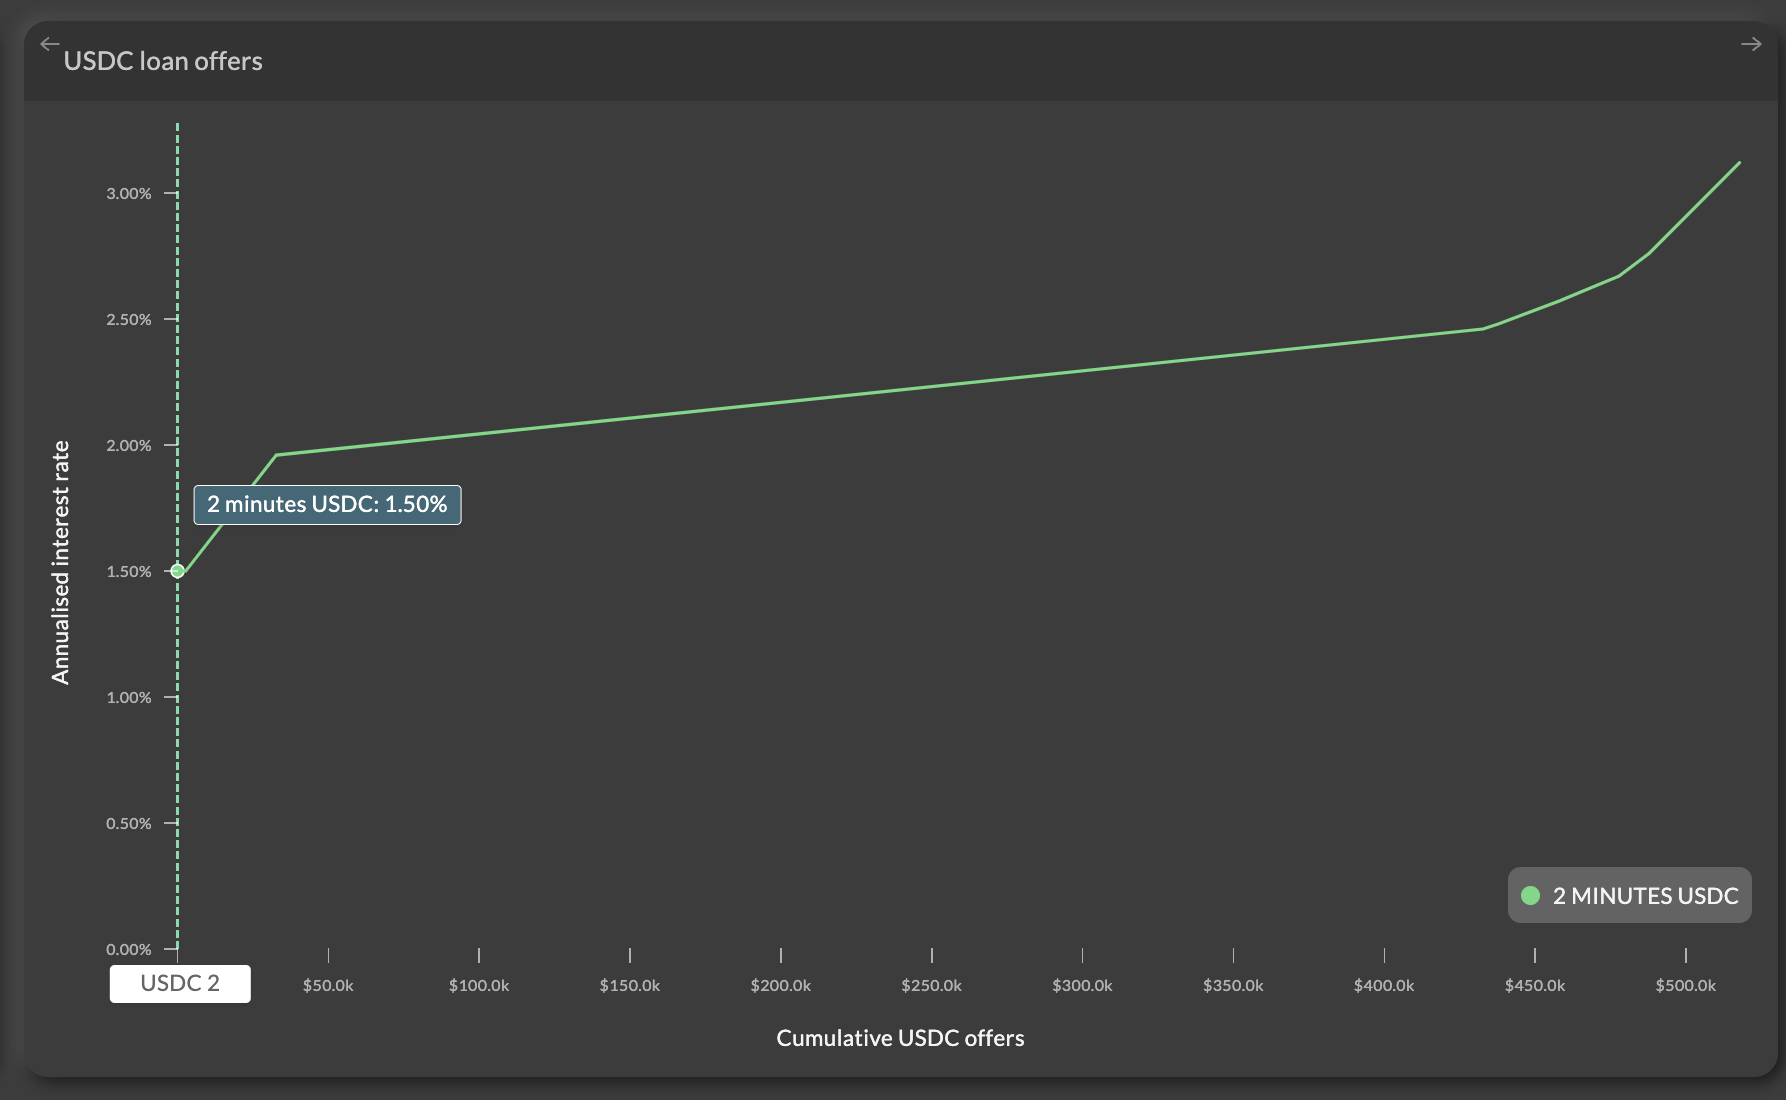 USDC loan offers
3.00%
2.50%
2.00%
1.50%
1.00%
0.50%
0.00%
Annualised interest rate
2 minutes USDC: 1.50%
2 MINUTES USDC
USDC 2
$50.0k
$100.0k
$150.0k
$200.0k
$250.0k
$300.0k
$350.0k
$400.0k
$450.0k
$500.0k
Cumulative USDC offers